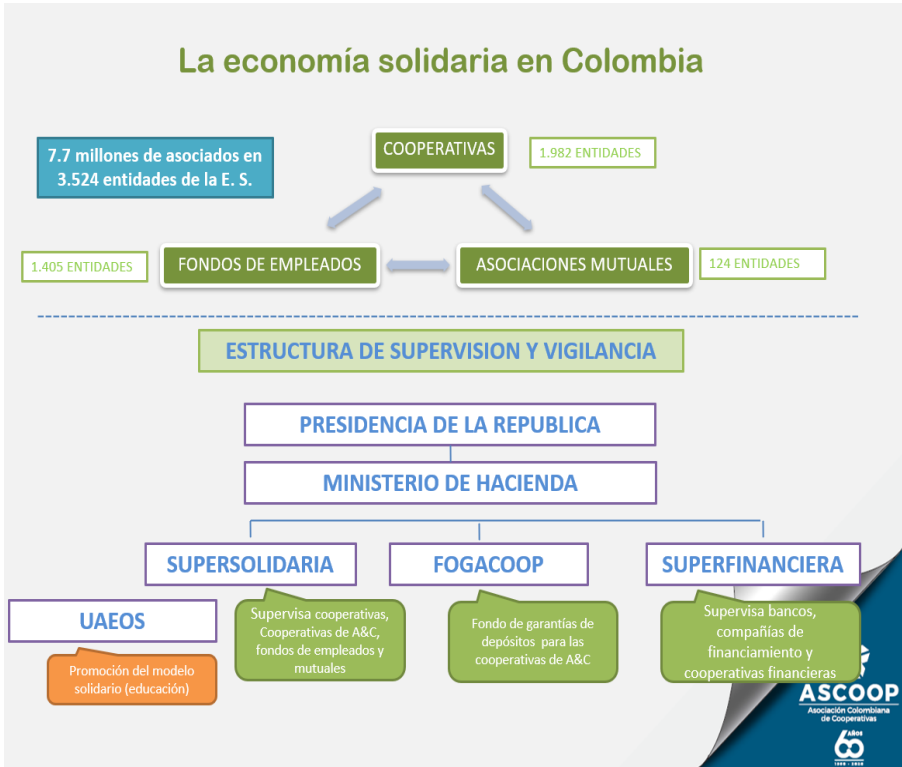 La economía solidaria en Colombia
7.7 millones de asociados en
3.524 entidades de la E. S.
COOPERATIVAS
1.982 ENTIDADES
1.405 ENTIDADES
FONDOS DE EMPLEADOS
ASOCIACIONES MUTUALES
124 ENTIDADES
ESTRUCTURA DE SUPERVISION Y VIGILANCIA
PRESIDENCIA DE LA REPUBLICA
MINISTERIO DE HACIENDA
SUPERSOLIDARIA
FOGACOOP
SUPERFINANCIERA
UAEOS
Supervisa cooperativas,
Cooperativas de A&C,
fondos de empleados y
mutuales
Fondo de garantías de
depósitos para las
cooperativas de A&C
Supervisa bancos,
compañías de
financiamiento y
cooperativas financieras
Promoción del modelo
solidario (educación)
ASCOOP
Asociación Colombiana
de Cooperativas
60 AÑOS